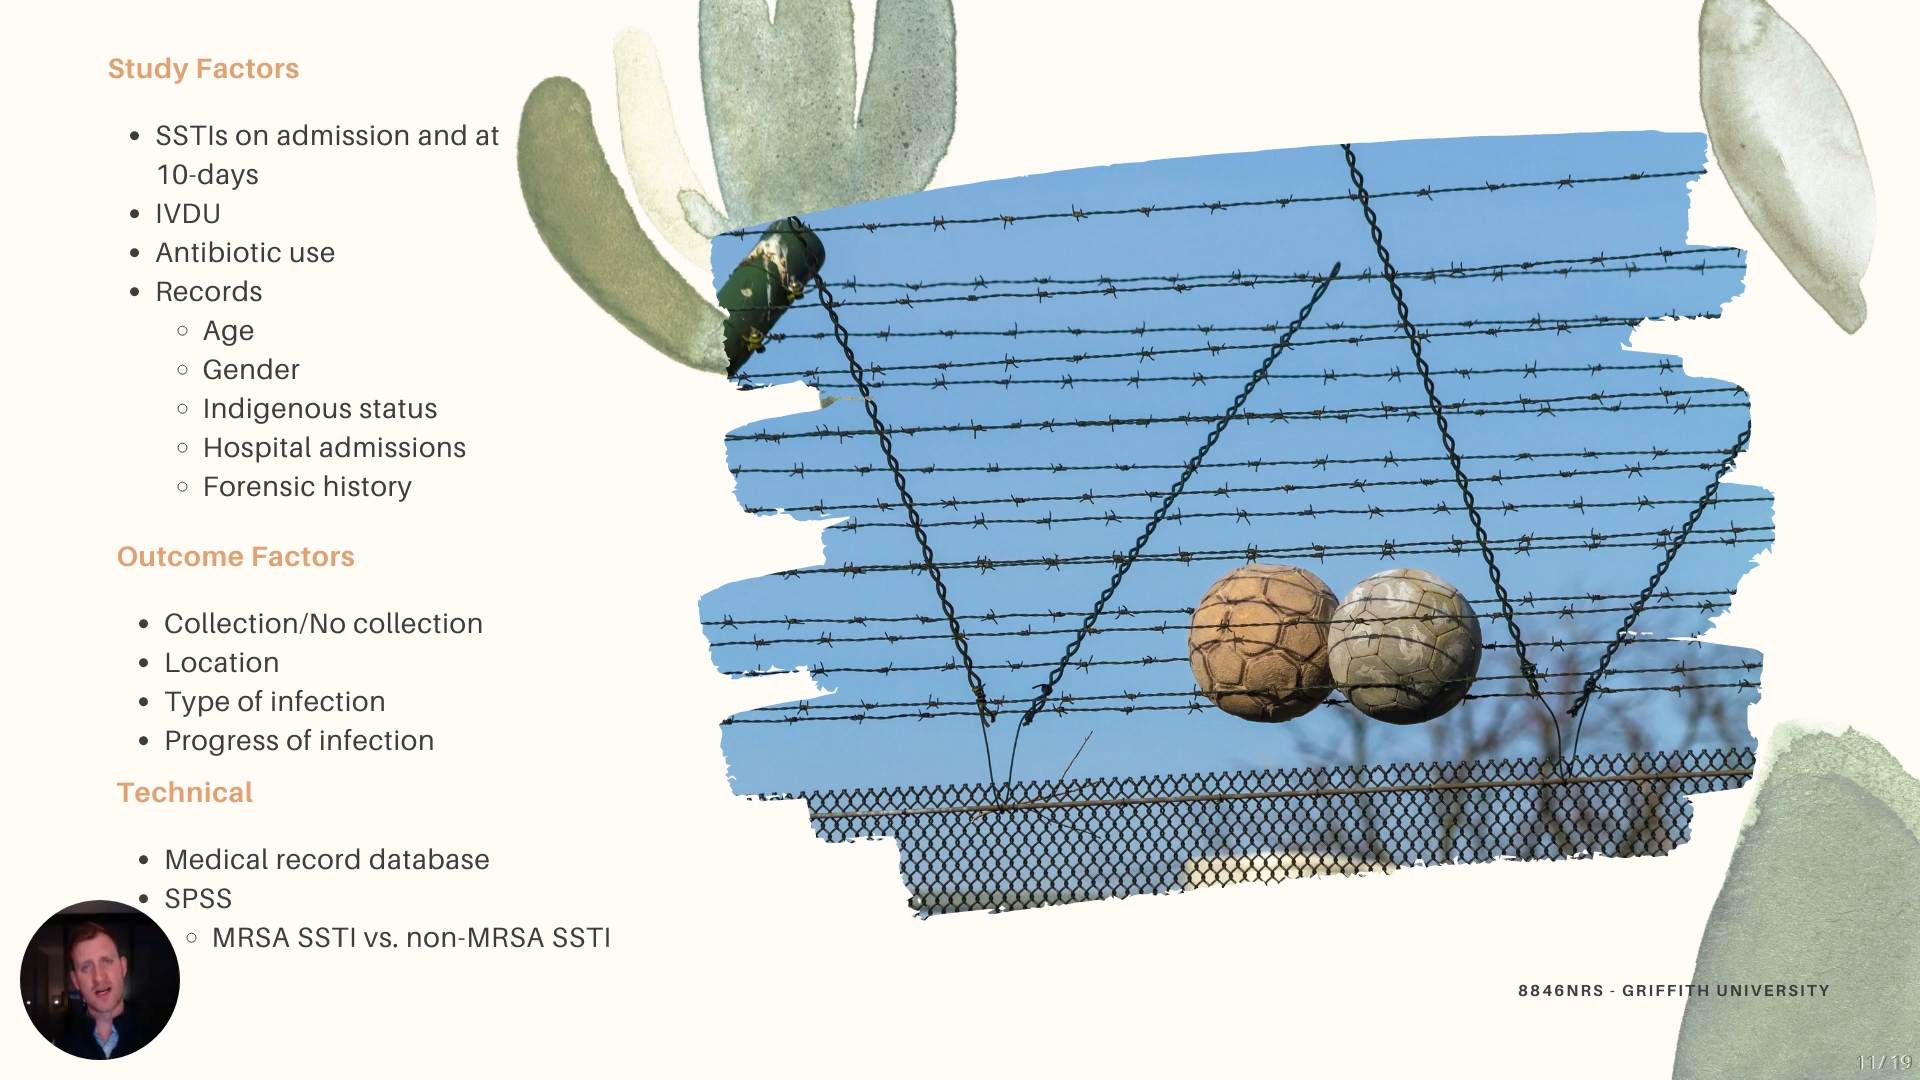 Study Factors
• SSTIs on admission and at
10-days
• IVDU
• Antibiotic use
• Records
◦ Age
◦ Gender
◦ Indigenous status
◦ Hospital admissions
◦ Forensic history
Outcome Factors
• Collection/No collection
• Location
• Type of infection
• Progress of infection
Technical
• Medical record database
• SPSS
◦ MRSA SSTI vs. non-MRSA SSTI
8846NRS - GRIFFITH UNIVERSITY
11/19